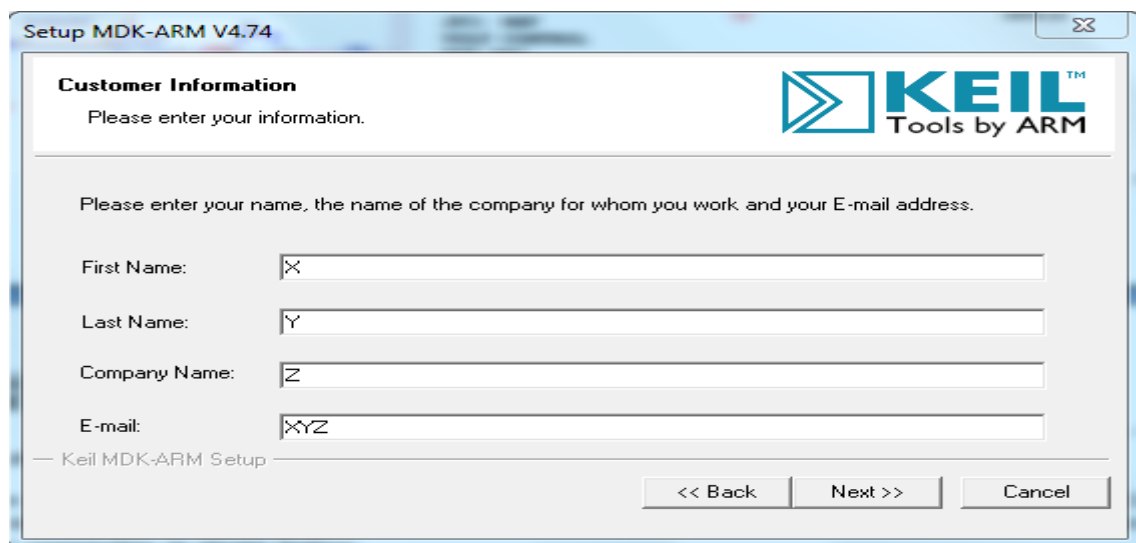 Setup MDK-ARM V4.74
Customer Information
Please enter your information.
KEIL™
Tools by ARM
Please enter your name, the name of the company for whom you work and your E-mail address.
First Name: X
Last Name: Y
Company Name: Z
E-mail: XYZ
Keil MDK-ARM Setup
<< Back Next >> Cancel